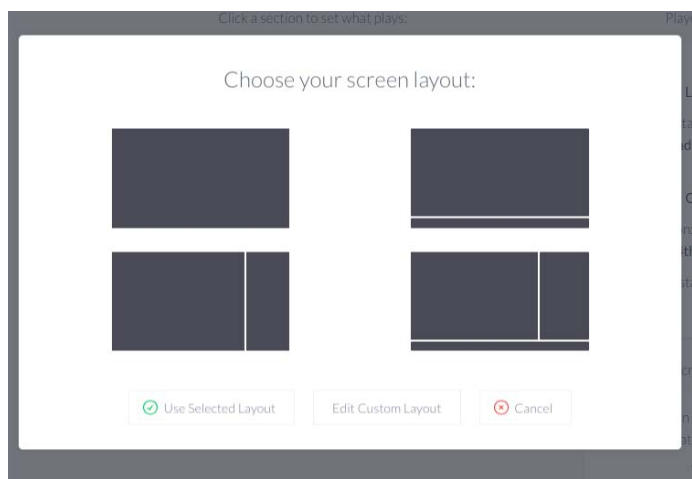 Click a section to set what plays:
Choose your screen layout:
Use Selected Layout
Edit Custom Layout
Cancel